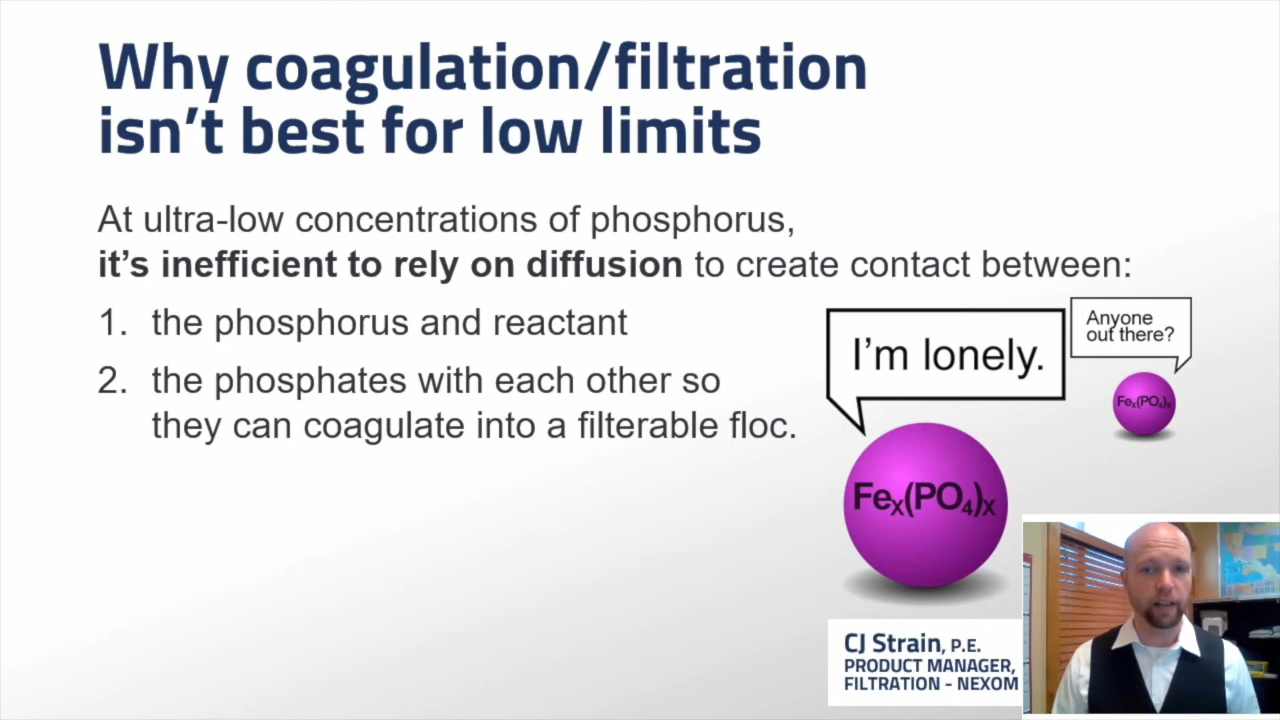 Why coagulation/filtration
isn't best for low limits
At ultra-low concentrations of phosphorus,
it's inefficient to rely on diffusion to create contact between:
1. the phosphorus and reactant
2. the phosphates with each other so
they can coagulate into a filterable floc.
I'm lonely.
Anyone
out there?
Feₓ(PO₄)ₓ
Feₓ(PO₄)ₓ
CJ Strain, P.E.
PRODUCT MANAGER,
FILTRATION - NEXOM